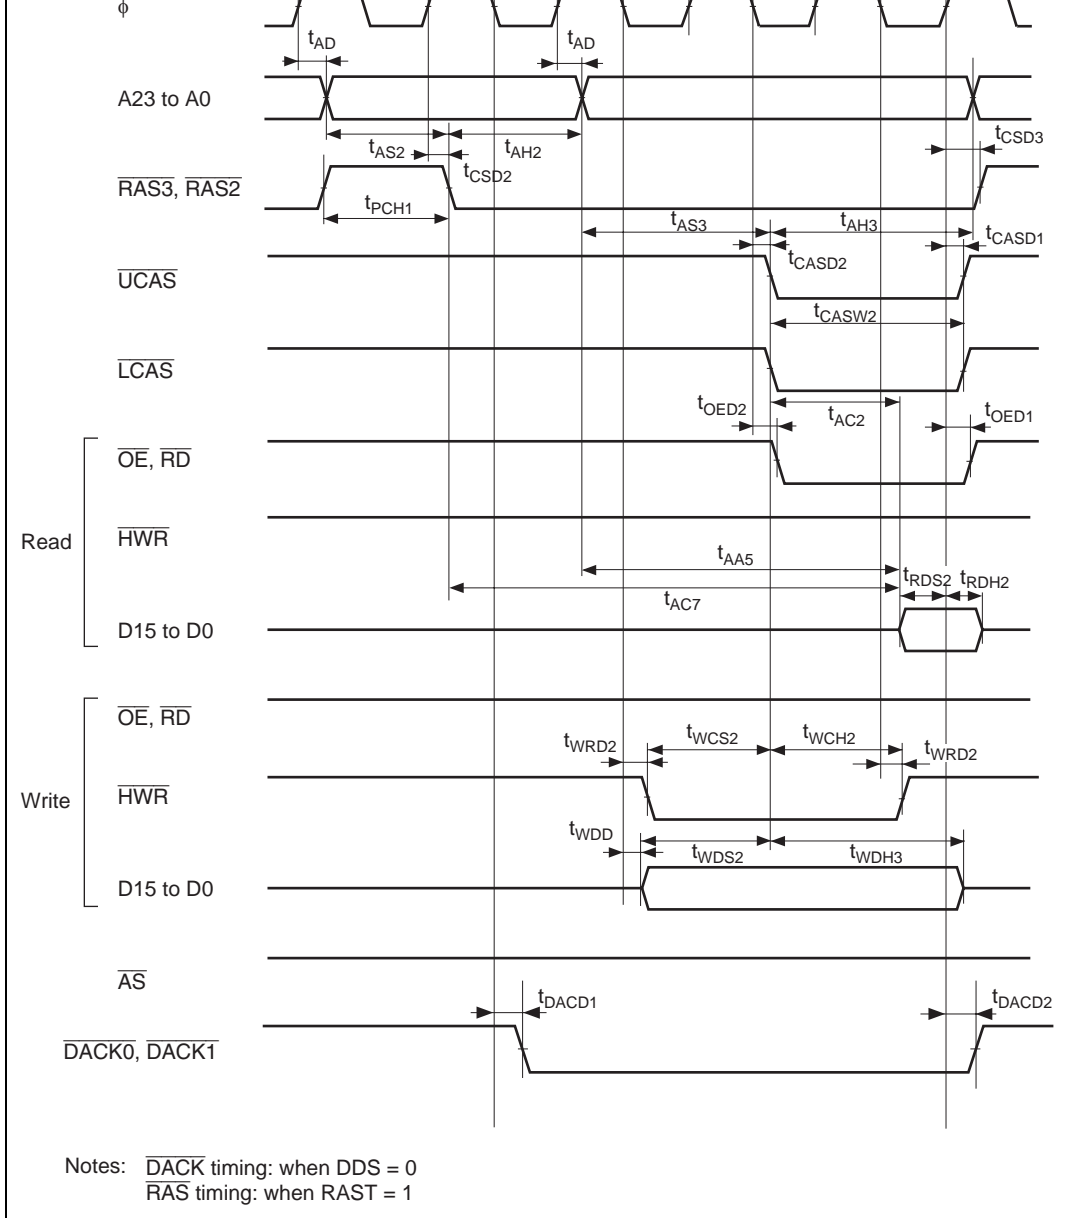 ϕ
tAD tAD
A23 to A0
tAS2 tAH2 tCSD3
tCSD2
RAS3, RAS2
tPCH1
tAS3 tAH3 tCASD1
tCASD2
UCAS
tCASW2
LCAS
tOED2 tAC2 tOED1
OE, RD
Read
HWR
tAA5
tRDS2 tRDH2
tAC7
D15 to D0
OE, RD
tWRD2 tWCS2 tWCH2 tWRD2
Write
HWR
tWDD tWDS2 tWDH3
D15 to D0
AS
tDACD1 tDACD2
DACK0, DACK1
Notes: DACK timing: when DDS = 0
RAS timing: when RAST = 1